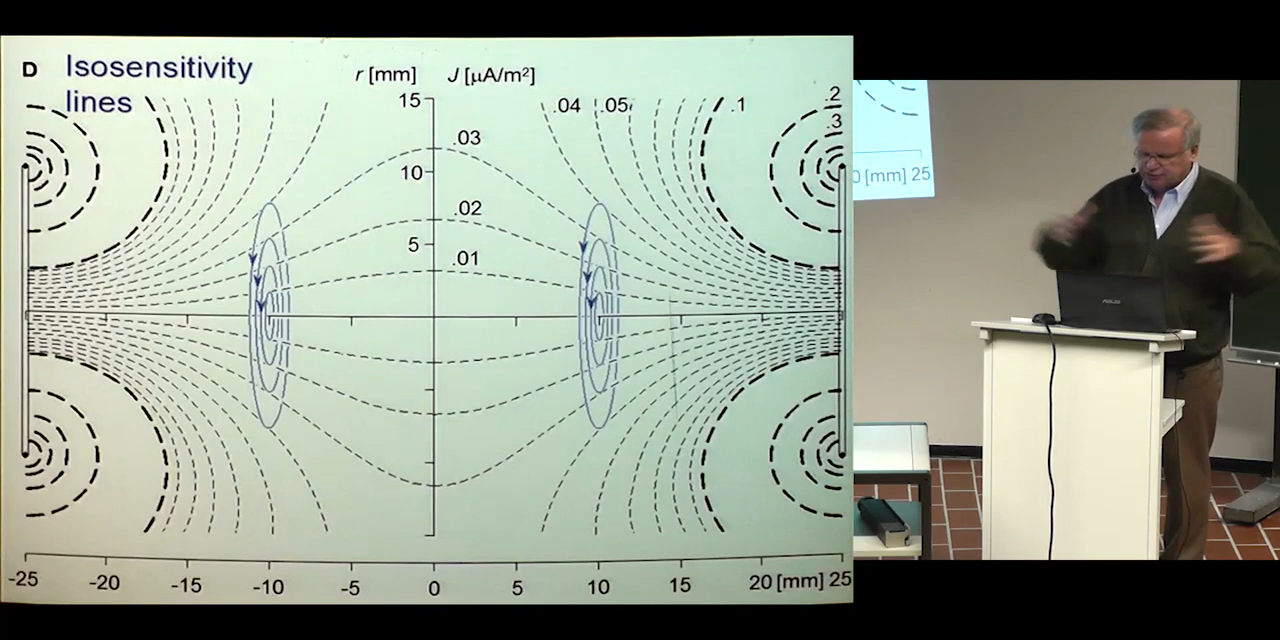 D Isosensitivity
lines
r [mm] J [µA/m²]
15 .04 .05 .1 .2
.3
.03
10
.02
5
.01
-25 -20 -15 -10 -5 0 5 10 15 20 [mm] 25
0 [mm] 25
ASUS